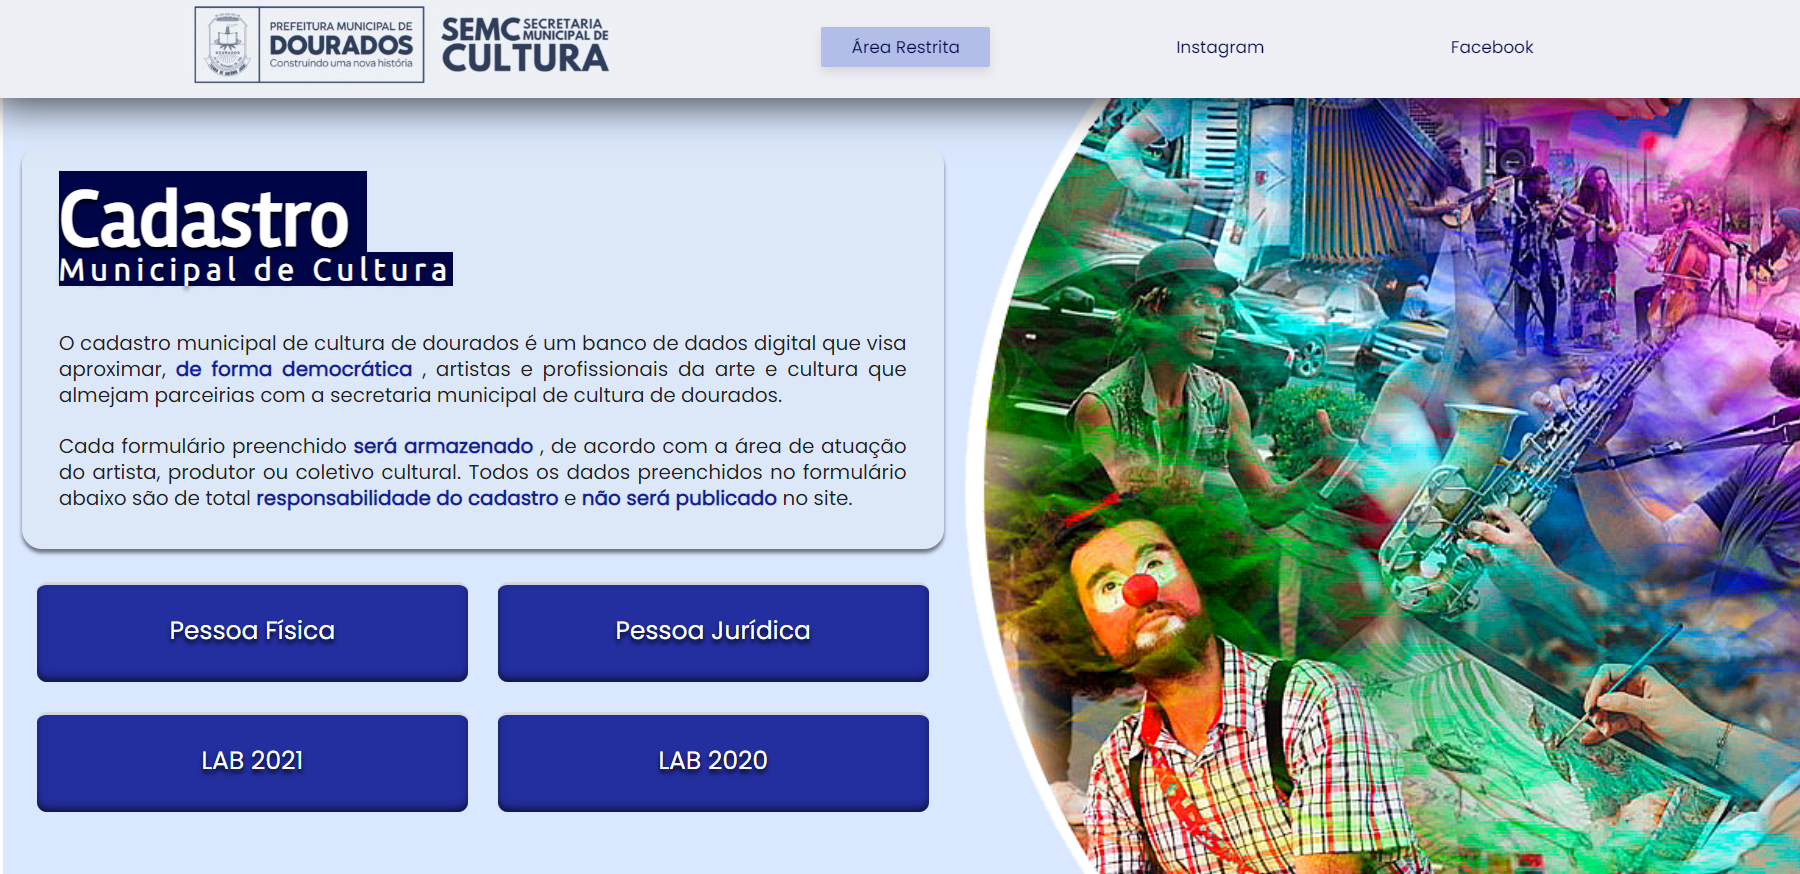 PREFEITURA MUNICIPAL DE
DOURADOS
Construindo uma nova história
DOURADOS
SEMC SECRETARIA MUNICIPAL DE
CULTURA
Área Restrita
Instagram
Facebook
Cadastro
Municipal de Cultura
O cadastro municipal de cultura de dourados é um banco de dados digital que visa
aproximar, de forma democrática , artistas e profissionais da arte e cultura que
almejam parceirias com a secretaria municipal de cultura de dourados.
Cada formulário preenchido será armazenado , de acordo com a área de atuação
do artista, produtor ou coletivo cultural. Todos os dados preenchidos no formulário
abaixo são de total responsabilidade do cadastro e não será publicado no site.
Pessoa Física
Pessoa Jurídica
LAB 2021
LAB 2020